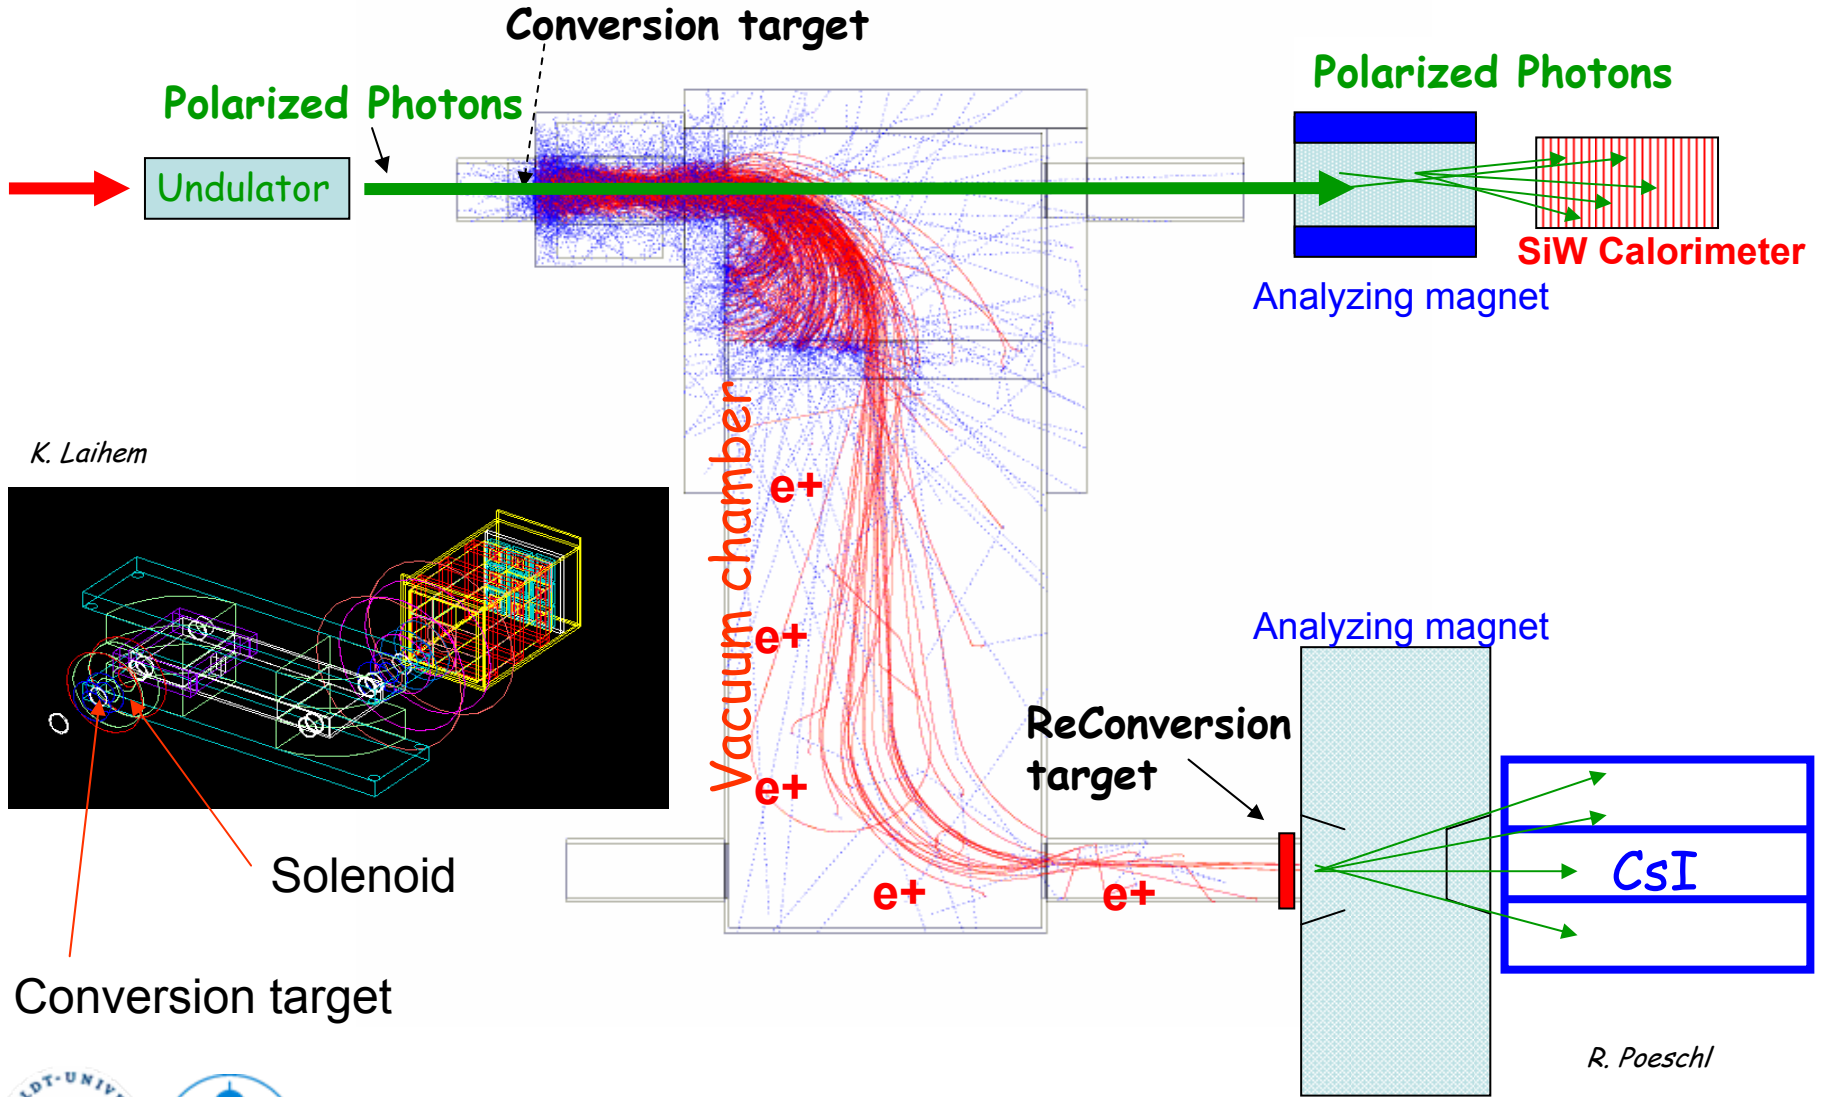 Conversion target
Polarized Photons
Polarized Photons
Undulator
SiW Calorimeter
Analyzing magnet
K. Laihem
Vacuum chamber
e+
e+
e+
e+
e+
Analyzing magnet
ReConversion
target
CsI
Solenoid
Conversion target
R. Poeschl